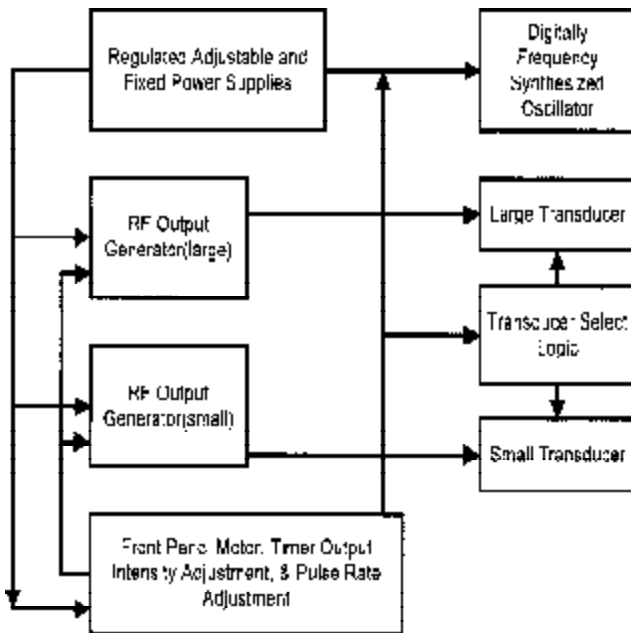 Regulated Adjustable and
Fixed Power Supplies
Digitally
Frequency
Synthesized
Oscillator
RF Output
Generator(large)
Large Transducer
Transducer Select
Logic
RF Output
Generator(small)
Small Transducer
Front Panel Motor, Timer Output
Intensity Adjustment, & Pulse Rate
Adjustment